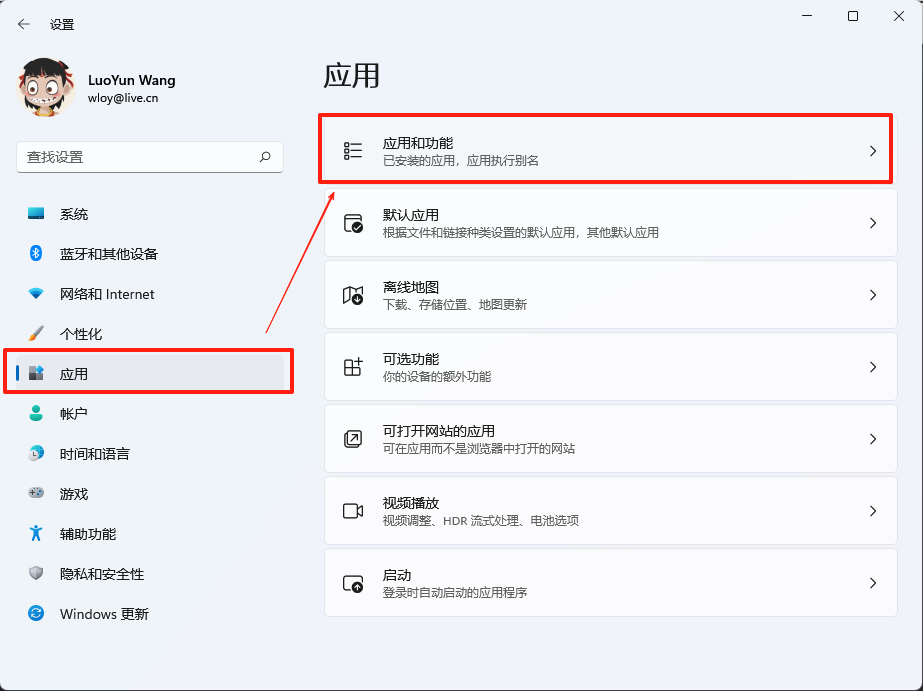 设置
LuoYun Wang
wloy@live.cn
查找设置
系统
蓝牙和其他设备
网络和 Internet
个性化
应用
帐户
时间和语言
游戏
辅助功能
隐私和安全性
Windows 更新
应用
应用和功能
已安装的应用，应用执行别名
默认应用
根据文件和链接种类设置的默认应用，其他默认应用
离线地图
下载、存储位置、地图更新
可选功能
你的设备的额外功能
可打开网站的应用
可在应用而不是浏览器中打开的网站
视频播放
视频调整、HDR 流式处理、电池选项
启动
登录时自动启动的应用程序